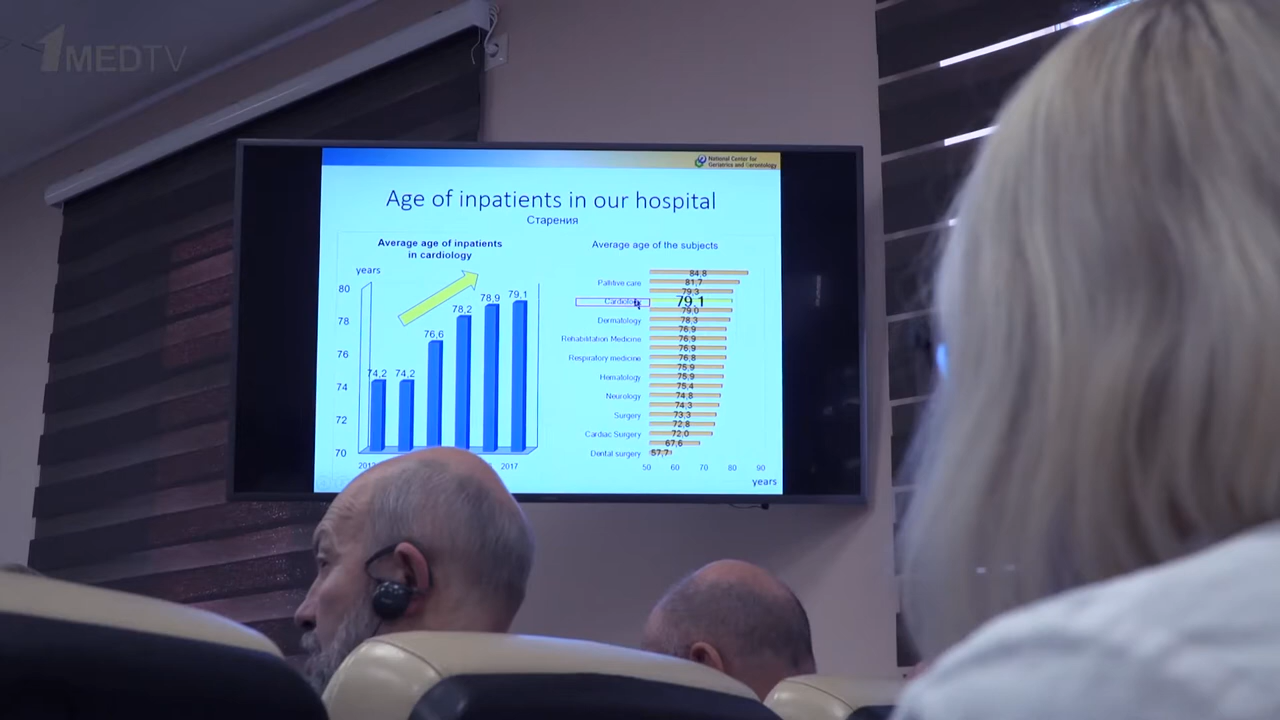 1MEDTV
National Center for
Geriatrics and Gerontology
Age of inpatients in our hospital
Старения
Average age of inpatients
in cardiology
years
80
78
76
74
72
70
74,2
74,2
76,6
78,2
78,9
79,1
2017
Average age of the subjects
84,8
Pallitive care 81,7
79,3
Cardiology 79.1
79,0
Dermatology 78,3
76,9
Rehabilitation Medicine 76,9
76,9
Respiratory medicine 76,8
75,9
Hematology 75,9
75,4
Neurology 74,8
74,3
Surgery 73,3
72,8
Cardiac Surgery 72,0
67,6
Dental surgery 57,7
50 60 70 80 90
years